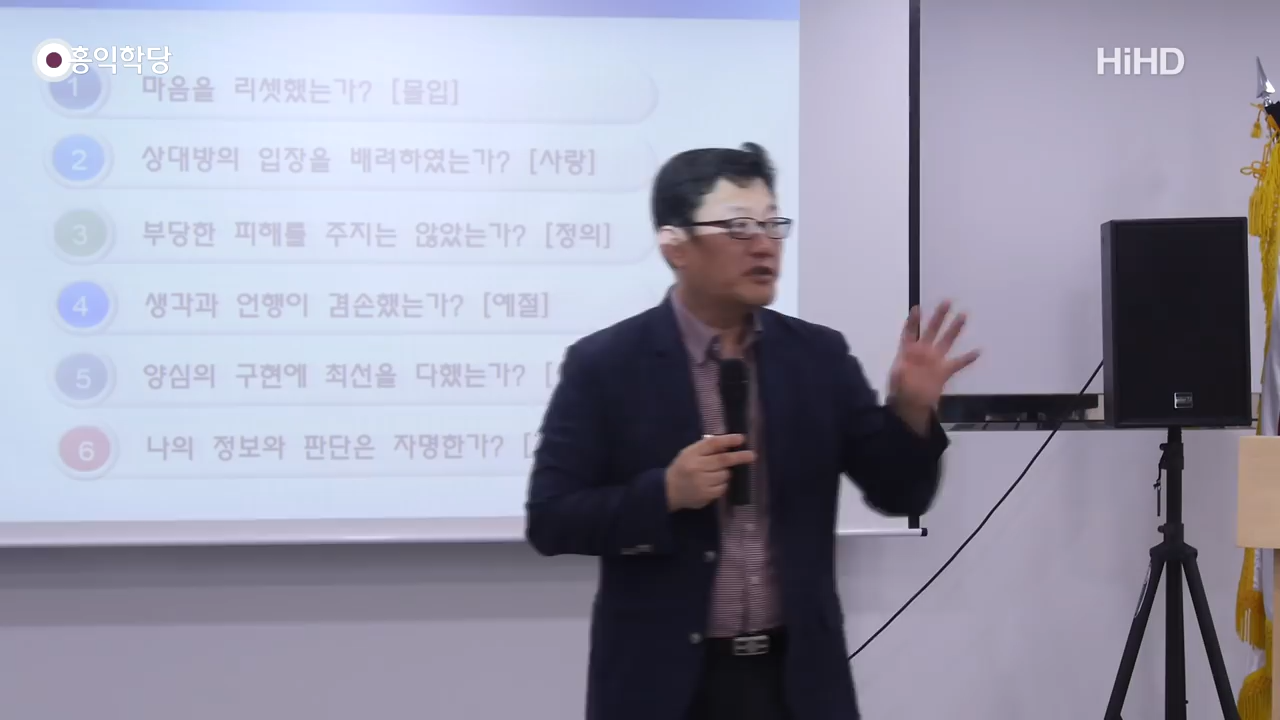 홍익학당
HiHD
1 마음을 리셋했는가? [몰입]
2 상대방의 입장을 배려하였는가? [사랑]
3 부당한 피해를 주지는 않았는가? [정의]
4 생각과 언행이 겸손했는가? [예절]
5 양심의 구현에 최선을 다했는가? [
6 나의 정보와 판단은 자명한가? [